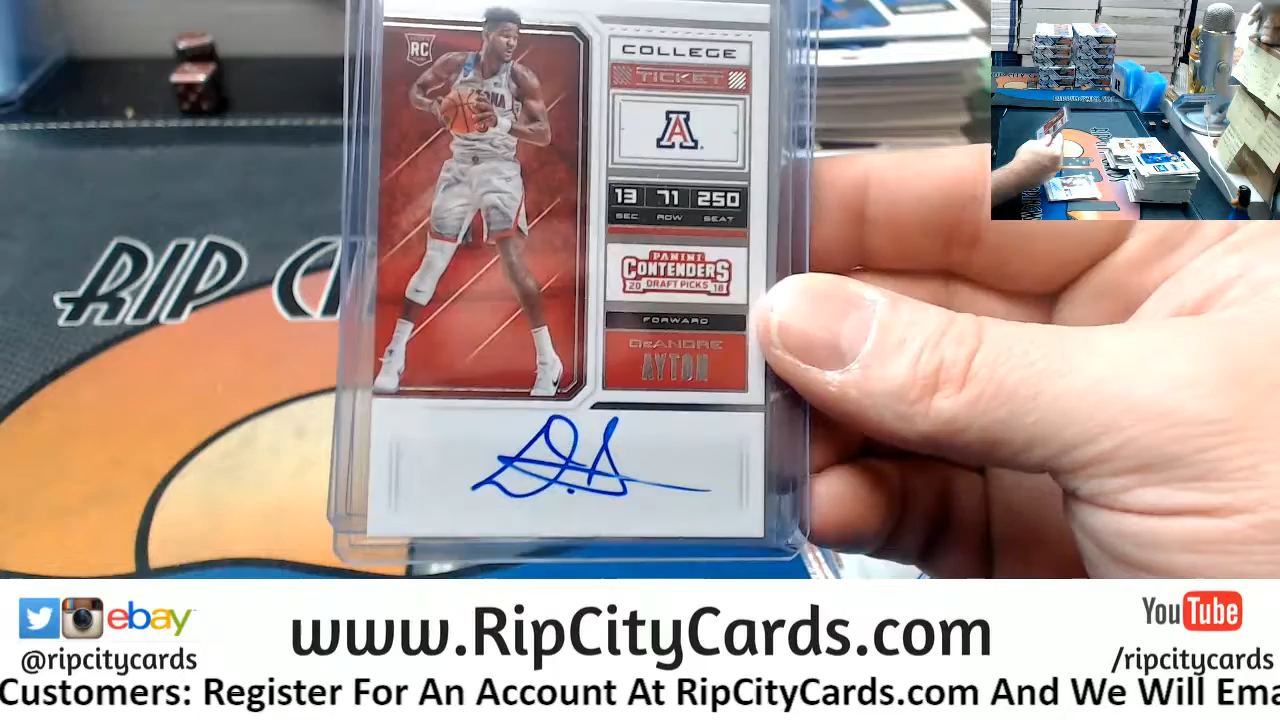 RC
COLLEGE
TICKET
A
13 71 250
SEC ROW SEAT
PANINI
CONTENDERS
20 DRAFT PICKS 18
FORWARD
DEANDRE
AYTON
RIP C
ebay
@ripcitycards
www.RipCityCards.com
YouTube
/ripcitycards
Customers: Register For An Account At RipCityCards.com And We Will Ema